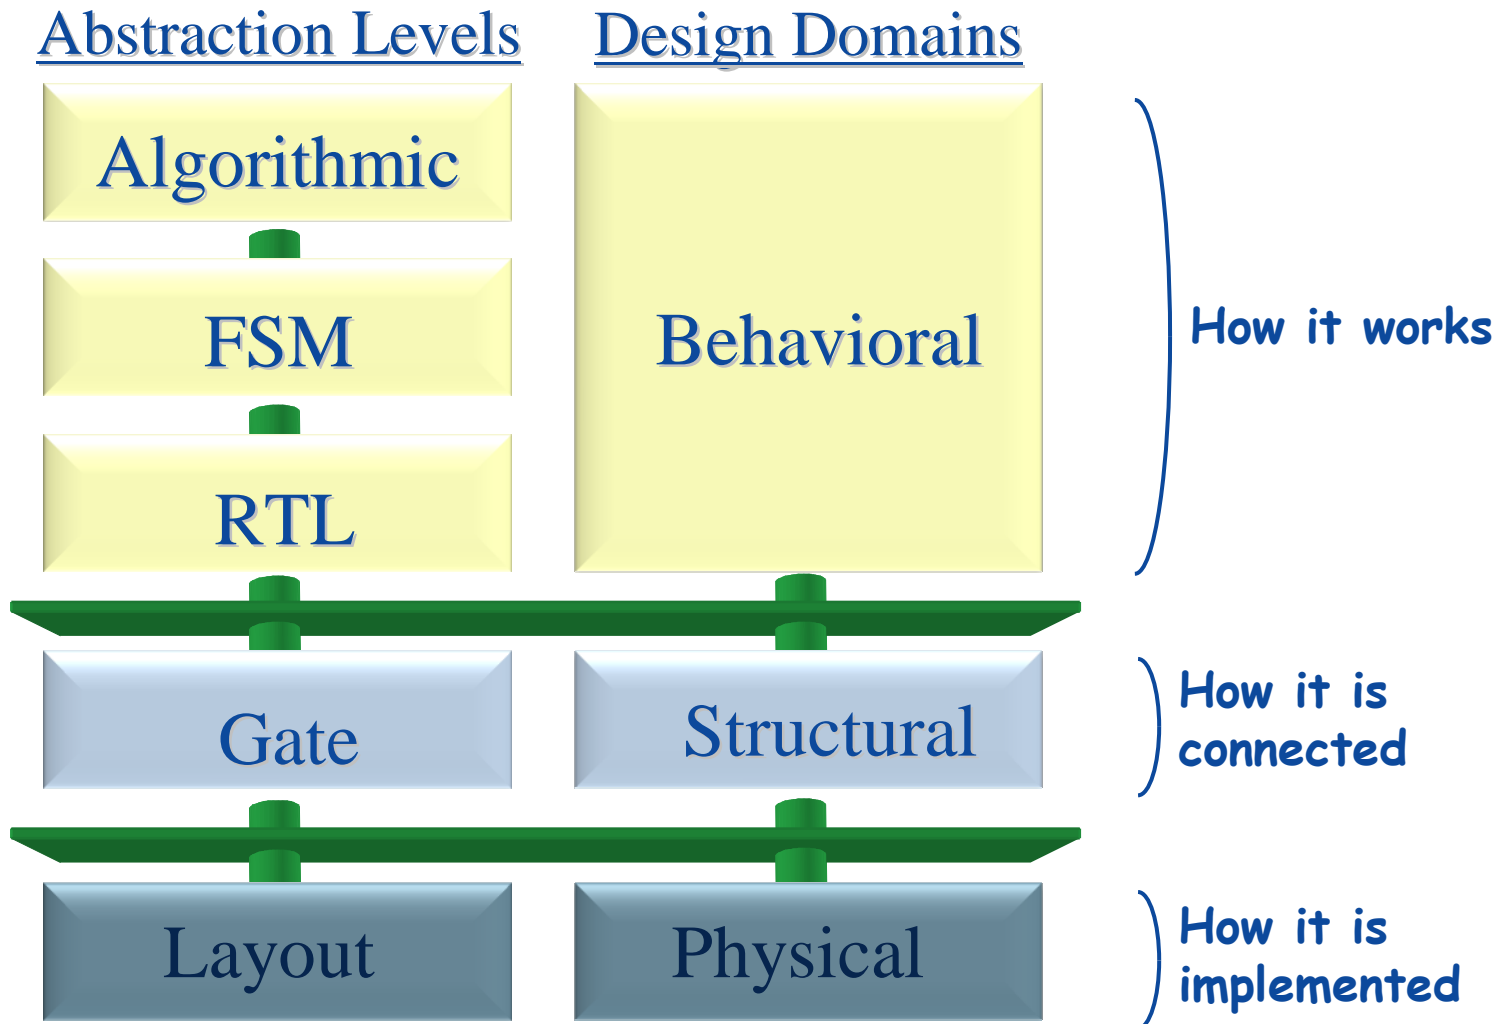 Abstraction Levels
Design Domains
Algorithmic
FSM
RTL
Behavioral
How it works
Gate
Structural
How it is
connected
Layout
Physical
How it is
implemented